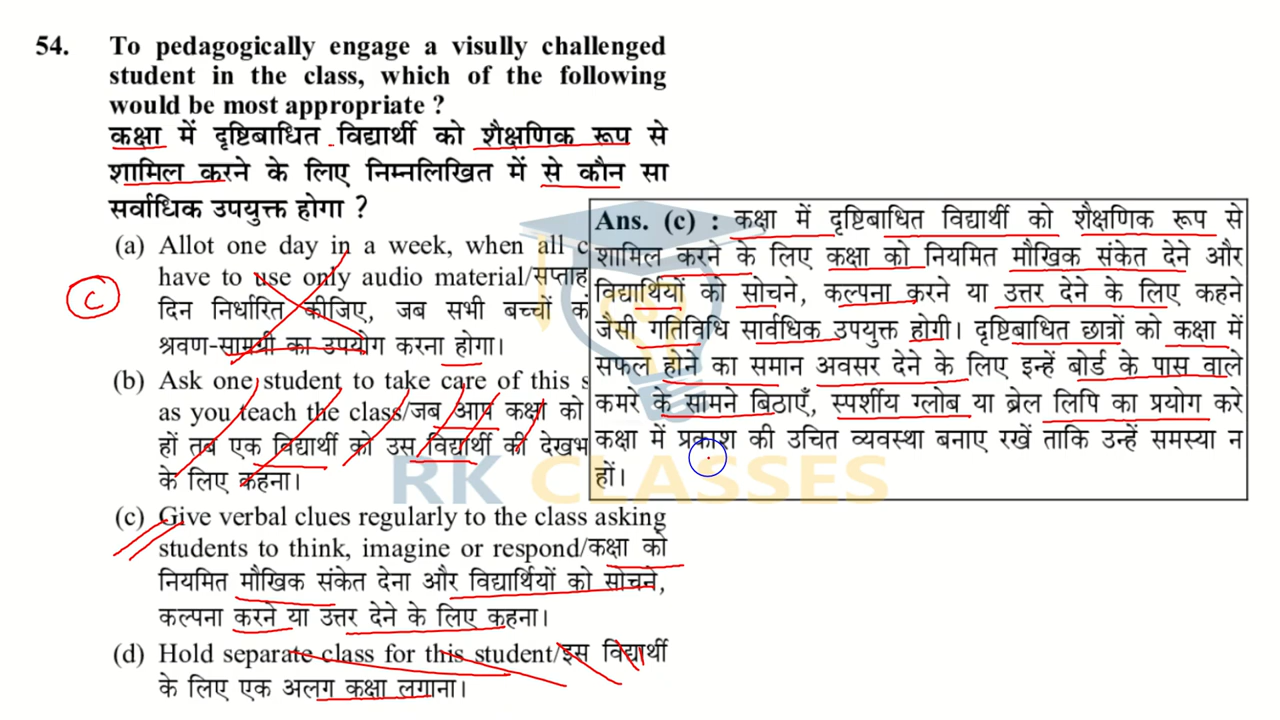 54. To pedagogically engage a visully challenged
student in the class, which of the following
would be most appropriate ?
कक्षा में दृष्टिबाधित विद्यार्थी को शैक्षणिक रूप से
शामिल करने के लिए निम्नलिखित में से कौन सा
सर्वाधिक उपयुक्त होगा ?
(a) Allot one day in a week, when all c
have to use only audio material/सप्ताह
दिन निर्धारित कीजिए, जब सभी बच्चों को
श्रवण-सामग्री का उपयोग करना होगा।
(b) Ask one student to take care of this s
as you teach the class/जब आप कक्षा को
हों तब एक विद्यार्थी को उस विद्यार्थी की देखभ
के लिए कहना।
(c) Give verbal clues regularly to the class asking
students to think, imagine or respond/कक्षा को
नियमित मौखिक संकेत देना और विद्यार्थियों को सोचने,
कल्पना करने या उत्तर देने के लिए कहना।
(d) Hold separate class for this student/इस विद्यार्थी
के लिए एक अलग कक्षा लगाना।
C
Ans. (c) : कक्षा में दृष्टिबाधित विद्यार्थी को शैक्षणिक रूप से
शामिल करने के लिए कक्षा को नियमित मौखिक संकेत देने और
विद्यार्थियों को सोचने, कल्पना करने या उत्तर देने के लिए कहने
जैसी गतिविधि सार्वधिक उपयुक्त होगी। दृष्टिबाधित छात्रों को कक्षा में
सफल होने का समान अवसर देने के लिए इन्हें बोर्ड के पास वाले
कमरे के सामने बिठाएँ, स्पर्शीय ग्लोब या ब्रेल लिपि का प्रयोग करे
कक्षा में प्रकाश की उचित व्यवस्था बनाए रखें ताकि उन्हें समस्या न
हों।
RK CLASSES